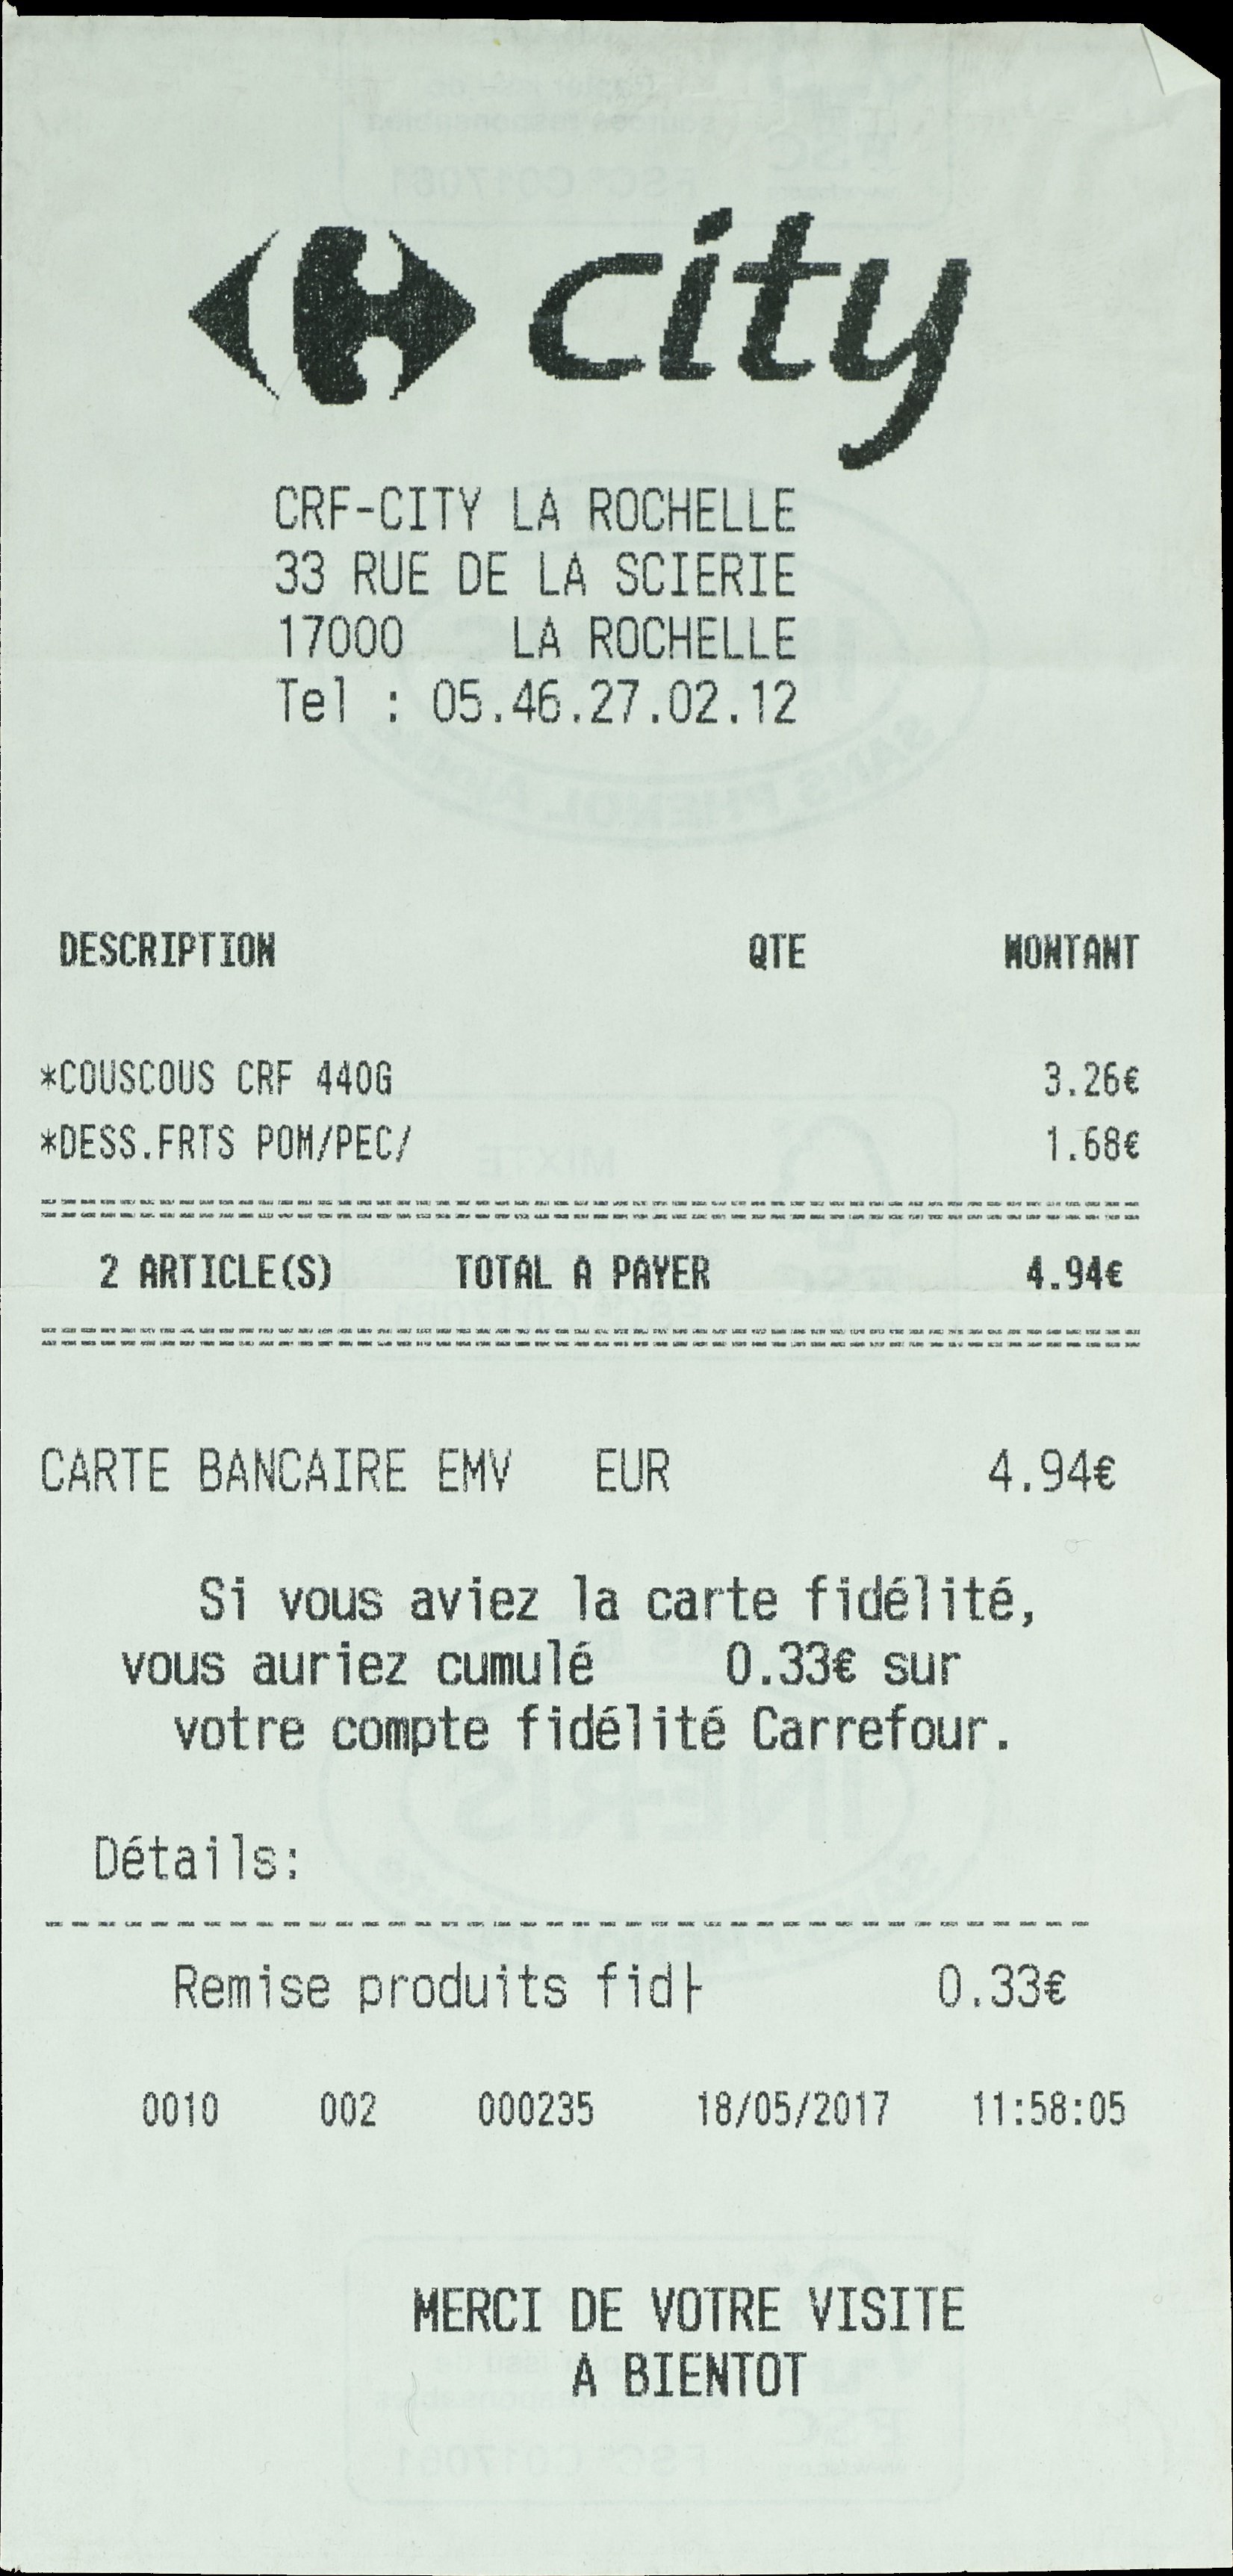 city
CRF-CITY LA ROCHELLE
33 RUE DE LA SCIERIE
17000 LA ROCHELLE
Tel : 05.46.27.02.12
DESCRIPTION QTE MONTANT
*COUSCOUS CRF 440G 3.26€
*DESS.FRTS POM/PEC/ 1.68€
2 ARTICLE(S) TOTAL A PAYER 4.94€
CARTE BANCAIRE EMV EUR 4.94€
Si vous aviez la carte fidélité,
vous auriez cumulé 0.33€ sur
votre compte fidélité Carrefour.
Détails:
Remise produits fid├ 0.33€
0010 002 000235 18/05/2017 11:58:05
MERCI DE VOTRE VISITE
A BIENTOT